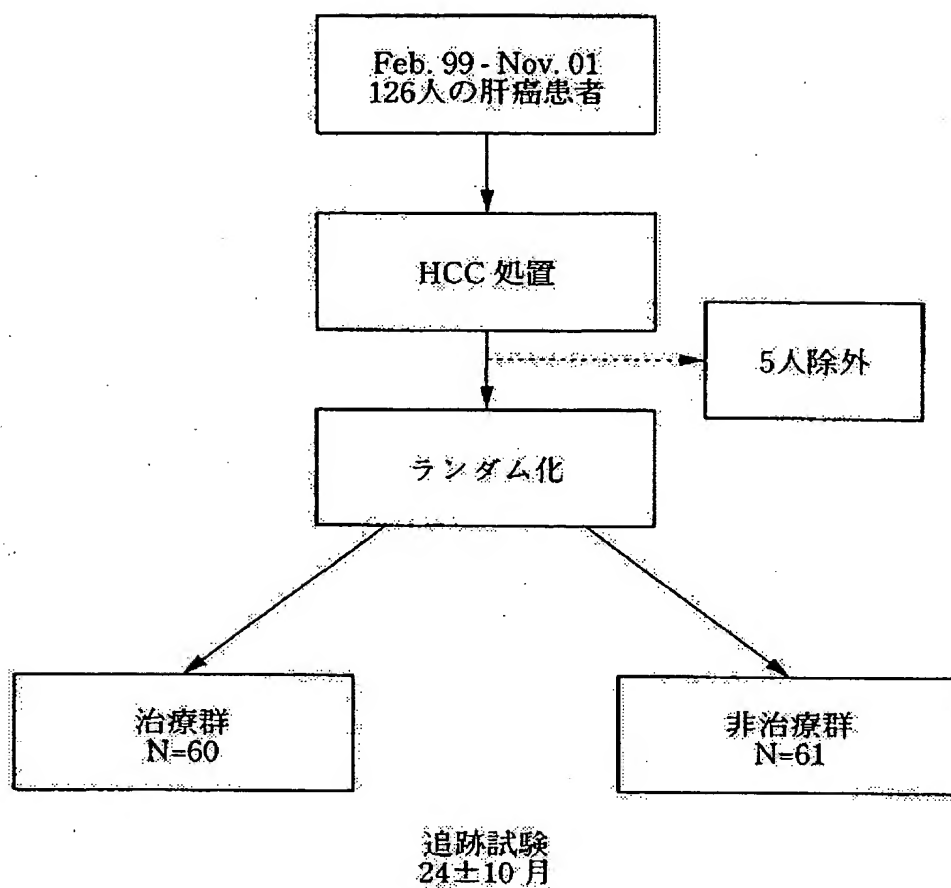 Feb. 99 - Nov. 01
126人の肝癌患者
HCC 処置
5人除外
ランダム化
治療群
N=60
非治療群
N=61
追跡試験
24±10 月